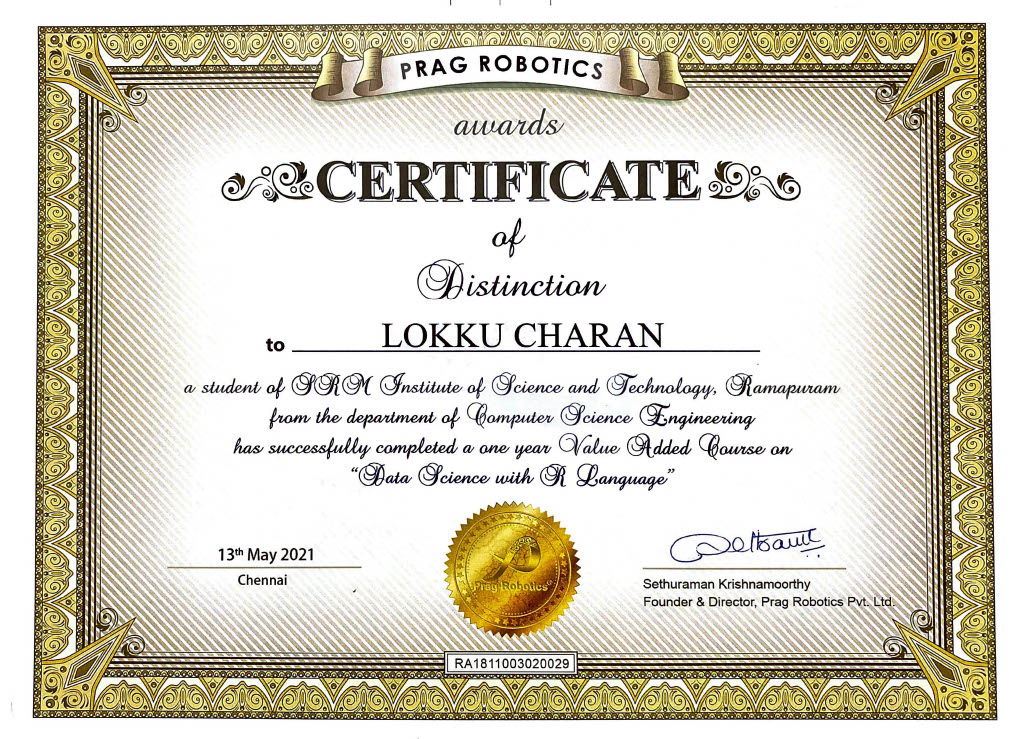 PRAG ROBOTICS
awards
CERTIFICATE
of
Distinction
to LOKKU CHARAN
a student of SRM Institute of Science and Technology, Ramapuram
from the department of Computer Science Engineering
has successfully completed a one year Value Added Course on
“Data Science with R Language”
13th May 2021
Chennai
Prag Robotics
Sethuraman Krishnamoorthy
Founder & Director, Prag Robotics Pvt. Ltd.
RA1811003020029